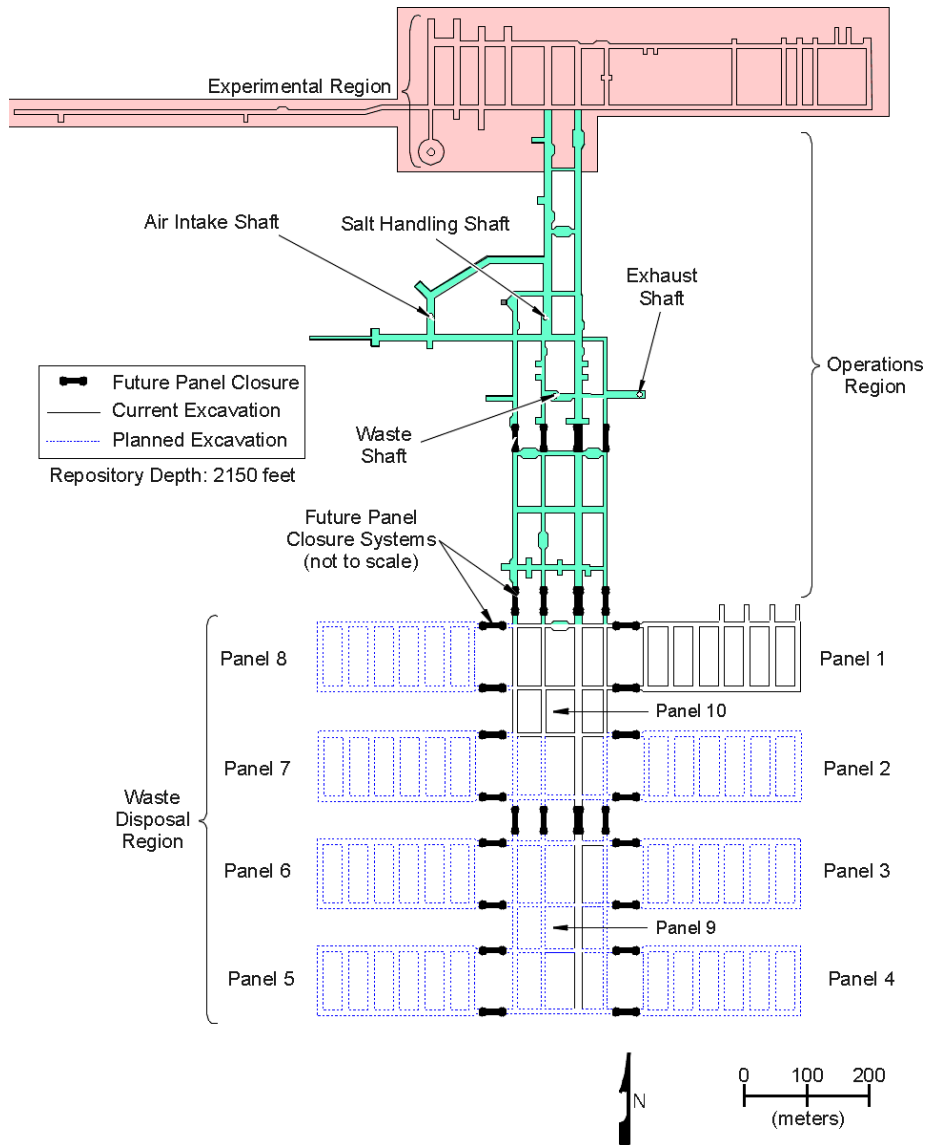 Experimental Region
Air Intake Shaft
Salt Handling Shaft
Exhaust
Shaft
Operations
Region
Future Panel Closure
Current Excavation
Planned Excavation
Repository Depth: 2150 feet
Waste
Shaft
Future Panel
Closure Systems
(not to scale)
Panel 8
Panel 1
Panel 10
Panel 7
Panel 2
Waste
Disposal
Region
Panel 6
Panel 3
Panel 9
Panel 5
Panel 4
N
0 100 200
(meters)